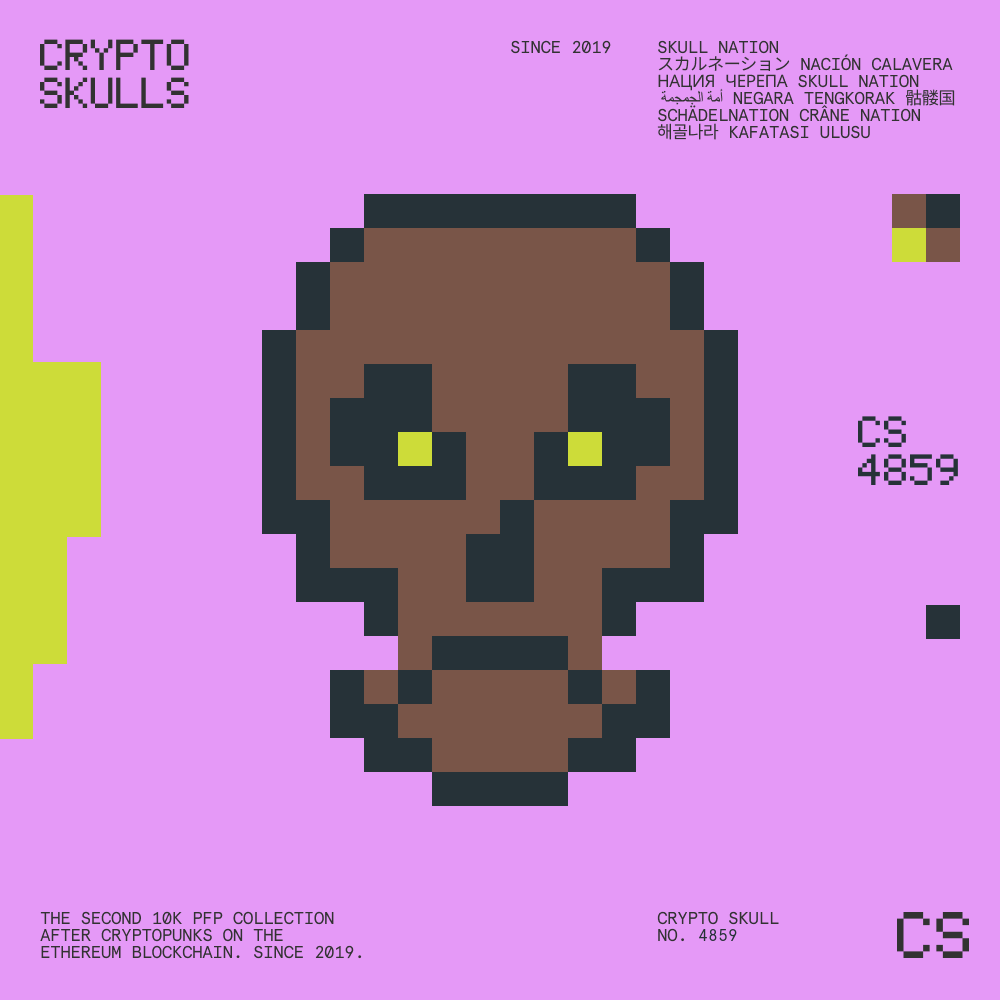 CRYPTO
SKULLS
SINCE 2019
SKULL NATION
スカルネーション NACIÓN CALAVERA
НАЦИЯ ЧЕРЕПА SKULL NATION
أمة الجمجمة NEGARA TENGKORAK 骷髅国
SCHÄDELNATION CRÂNE NATION
해골나라 KAFATASI ULUSU
CS
4859
THE SECOND 10K PFP COLLECTION
AFTER CRYPTOPUNKS ON THE
ETHEREUM BLOCKCHAIN. SINCE 2019.
CRYPTO SKULL
NO. 4859
CS